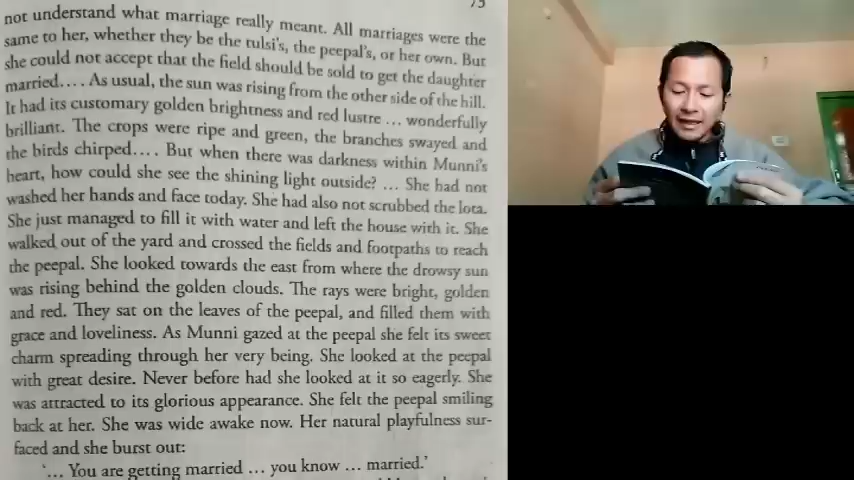 75
not understand what marriage really meant. All marriages were the
same to her, whether they be the tulsi's, the peepal's, or her own. But
she could not accept that the field should be sold to get the daughter
married.... As usual, the sun was rising from the other side of the hill.
It had its customary golden brightness and red lustre ... wonderfully
brilliant. The crops were ripe and green, the branches swayed and
the birds chirped.... But when there was darkness within Munni's
heart, how could she see the shining light outside? ... She had not
washed her hands and face today. She had also not scrubbed the lota.
She just managed to fill it with water and left the house with it. She
walked out of the yard and crossed the fields and footpaths to reach
the peepal. She looked towards the east from where the drowsy sun
was rising behind the golden clouds. The rays were bright, golden
and red. They sat on the leaves of the peepal, and filled them with
grace and loveliness. As Munni gazed at the peepal she felt its sweet
charm spreading through her very being. She looked at the peepal
with great desire. Never before had she looked at it so eagerly. She
was attracted to its glorious appearance. She felt the peepal smiling
back at her. She was wide awake now. Her natural playfulness sur-
faced and she burst out:
'... You are getting married ... you know ... married.'